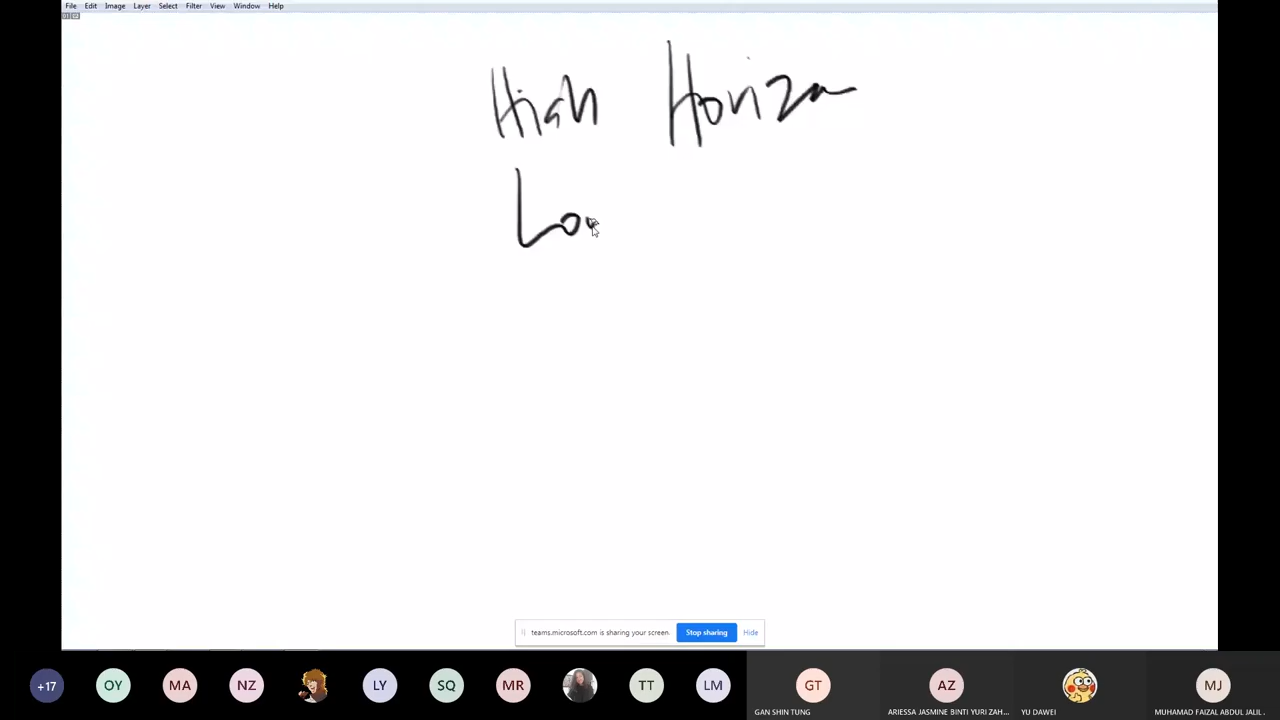 File Edit Image Layer Select Filter View Window Help
High Horizon
Lo
teams.microsoft.com is sharing your screen. Stop sharing Hide
+17 OY MA NZ LY SQ MR TT LM GT AZ MJ
GAN SHIN TUNG ARIESSA JASMINE BINTI YURI ZAH... YU DAWEI MUHAMAD FAIZAL ABDUL JALIL .